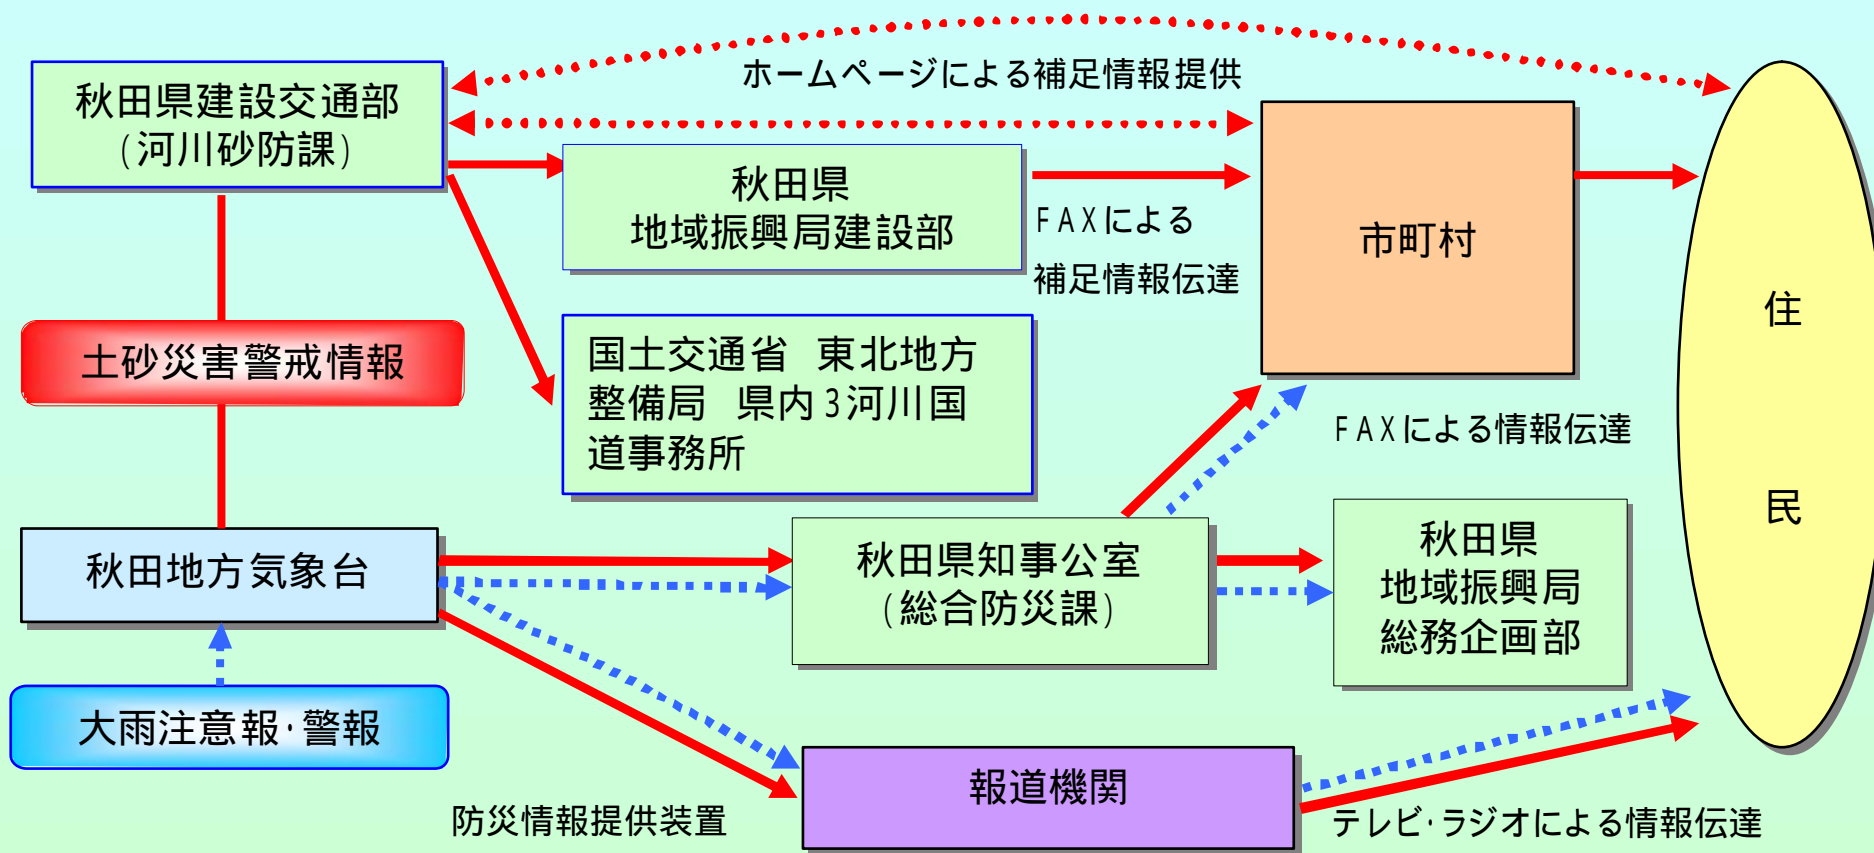 ホームページによる補足情報提供
秋田県建設交通部
(河川砂防課)
秋田県
地域振興局建設部
FAXによる
補足情報伝達
市町村
住
民
土砂災害警戒情報
国土交通省 東北地方
整備局 県内3河川国
道事務所
FAXによる情報伝達
秋田地方気象台
秋田県知事公室
(総合防災課)
秋田県
地域振興局
総務企画部
大雨注意報・警報
報道機関
防災情報提供装置
テレビ・ラジオによる情報伝達